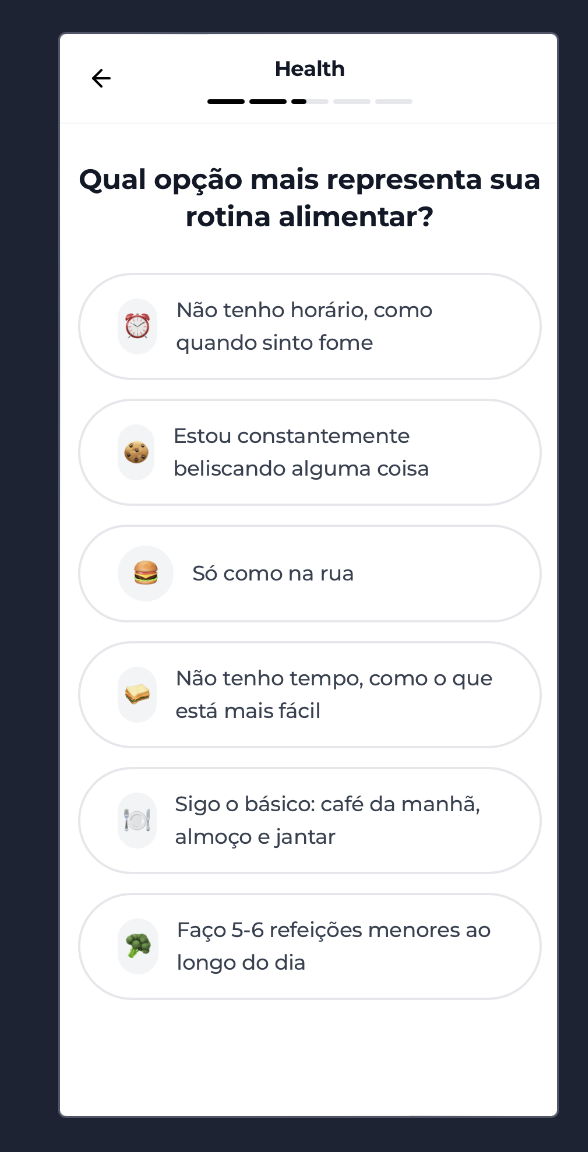 Health
Qual opção mais representa sua
rotina alimentar?
Não tenho horário, como
quando sinto fome
Estou constantemente
beliscando alguma coisa
Só como na rua
Não tenho tempo, como o que
está mais fácil
Sigo o básico: café da manhã,
almoço e jantar
Faço 5-6 refeições menores ao
longo do dia